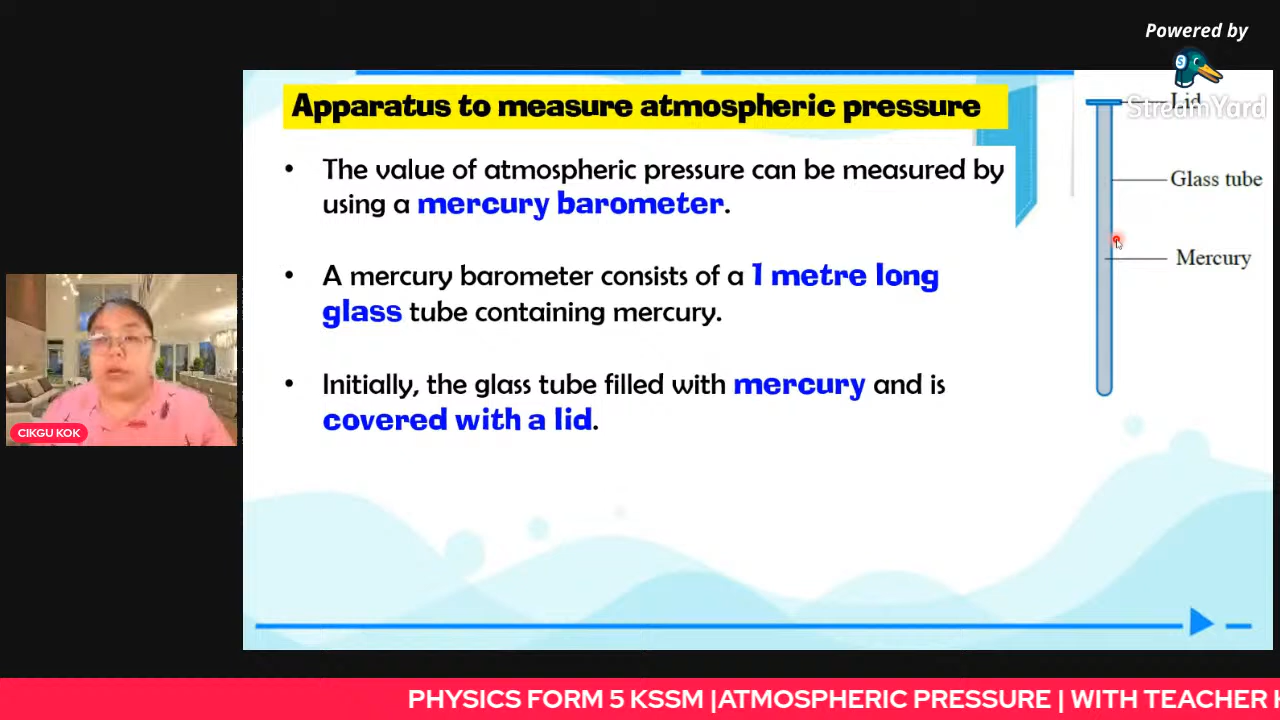 Powered by
StreamYard
Apparatus to measure atmospheric pressure
• The value of atmospheric pressure can be measured by
using a mercury barometer.
• A mercury barometer consists of a 1 metre long
glass tube containing mercury.
• Initially, the glass tube filled with mercury and is
covered with a lid.
Lid
Glass tube
Mercury
CIKGU KOK
PHYSICS FORM 5 KSSM |ATMOSPHERIC PRESSURE | WITH TEACHER